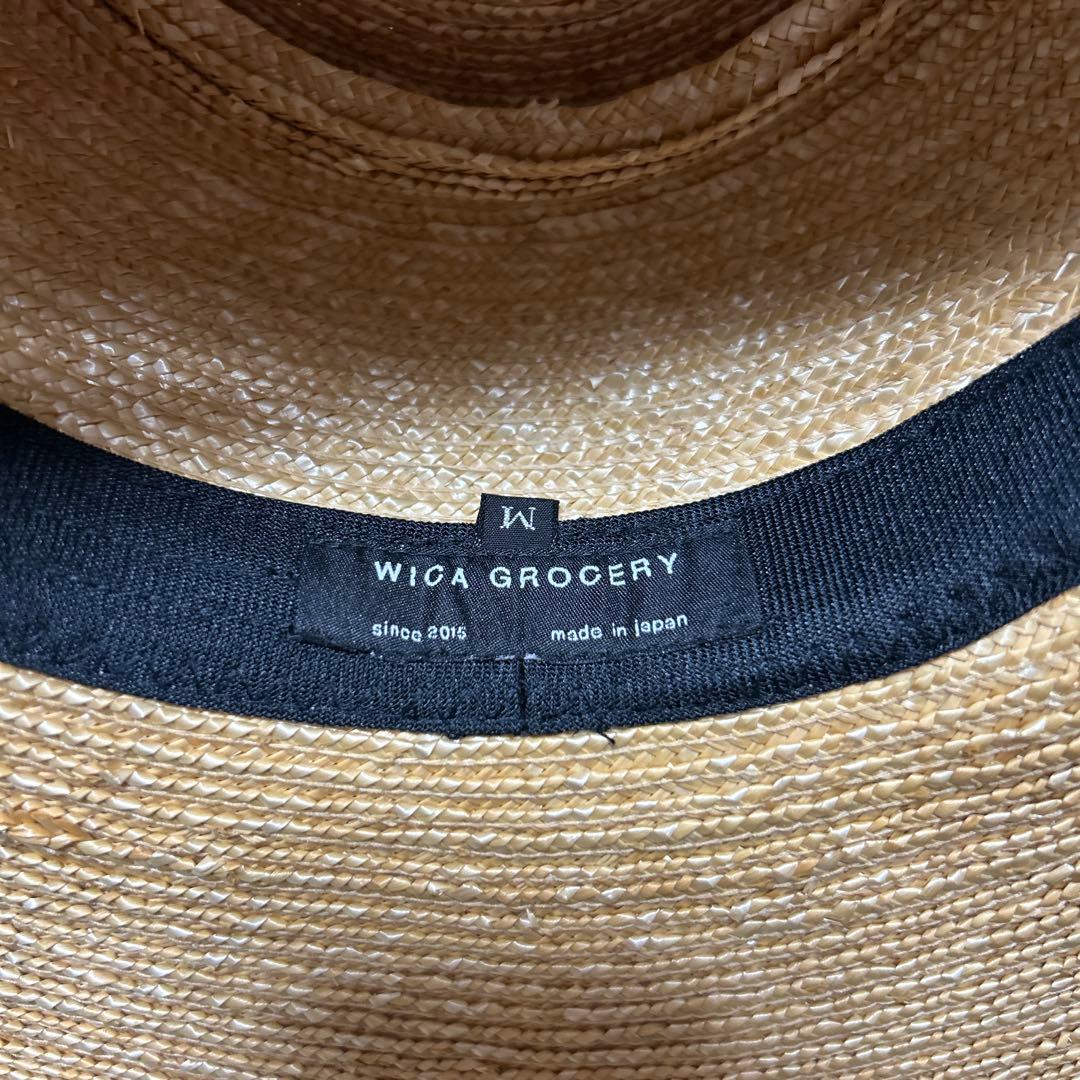 M
WICA GROCERY
since 2015
made in japan